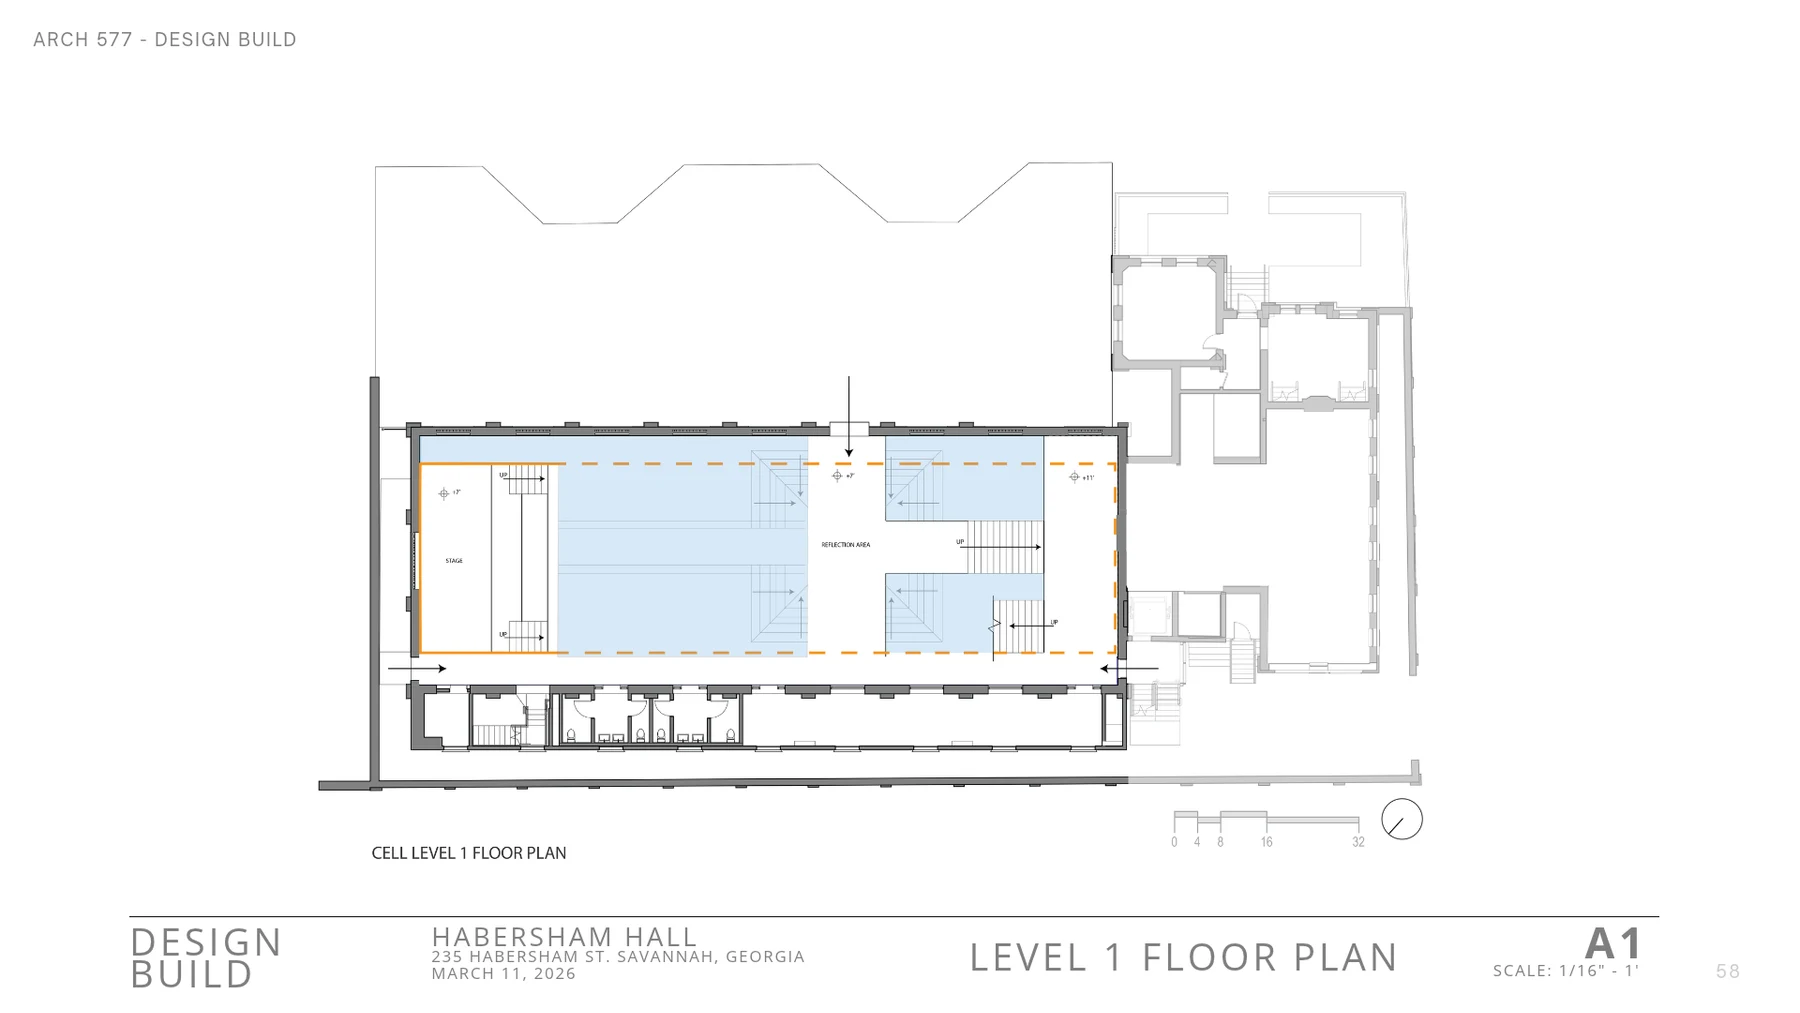 ARCH 577 - DESIGN BUILD
UP
+7'
+11'
+7'
REFLECTION AREA
UP
STAGE
UP
UP
0 4 8 16 32
CELL LEVEL 1 FLOOR PLAN
DESIGN
BUILD
HABERSHAM HALL
235 HABERSHAM ST. SAVANNAH, GEORGIA
MARCH 11, 2026
LEVEL 1 FLOOR PLAN
A1
SCALE: 1/16" - 1'
58